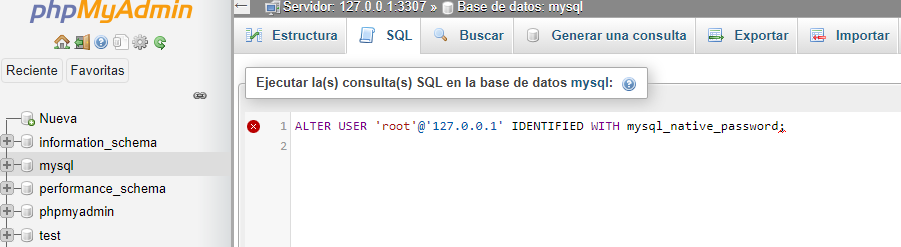 phpMyAdmin
Servidor: 127.0.0.1:3307 » Base de datos: mysql
Estructura SQL Buscar Generar una consulta Exportar Importar
Reciente Favoritas
Ejecutar la(s) consulta(s) SQL en la base de datos mysql:
Nueva
information_schema
mysql
performance_schema
phpmyadmin
test
1 ALTER USER 'root'@'127.0.0.1' IDENTIFIED WITH mysql_native_password;
2